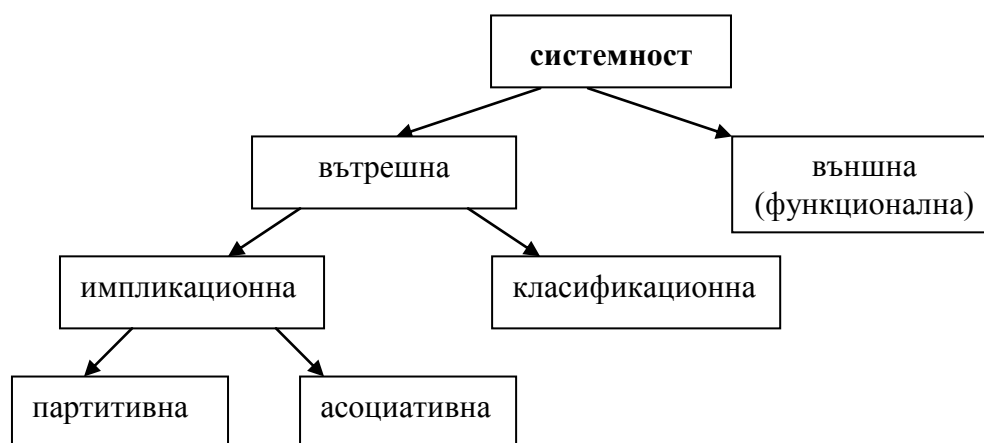 системност
вътрешна
външна
(функционална)
импликационна
класификационна
партитивна
асоциативна